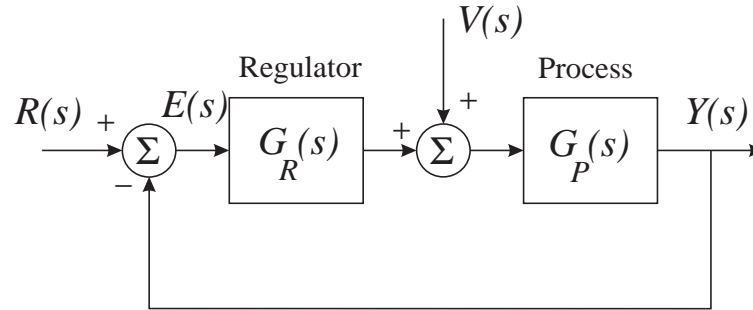 V(s)
Regulator
Process
R(s)
+
E(s)
+
+
Y(s)
Σ
G_R(s)
Σ
G_P(s)
−